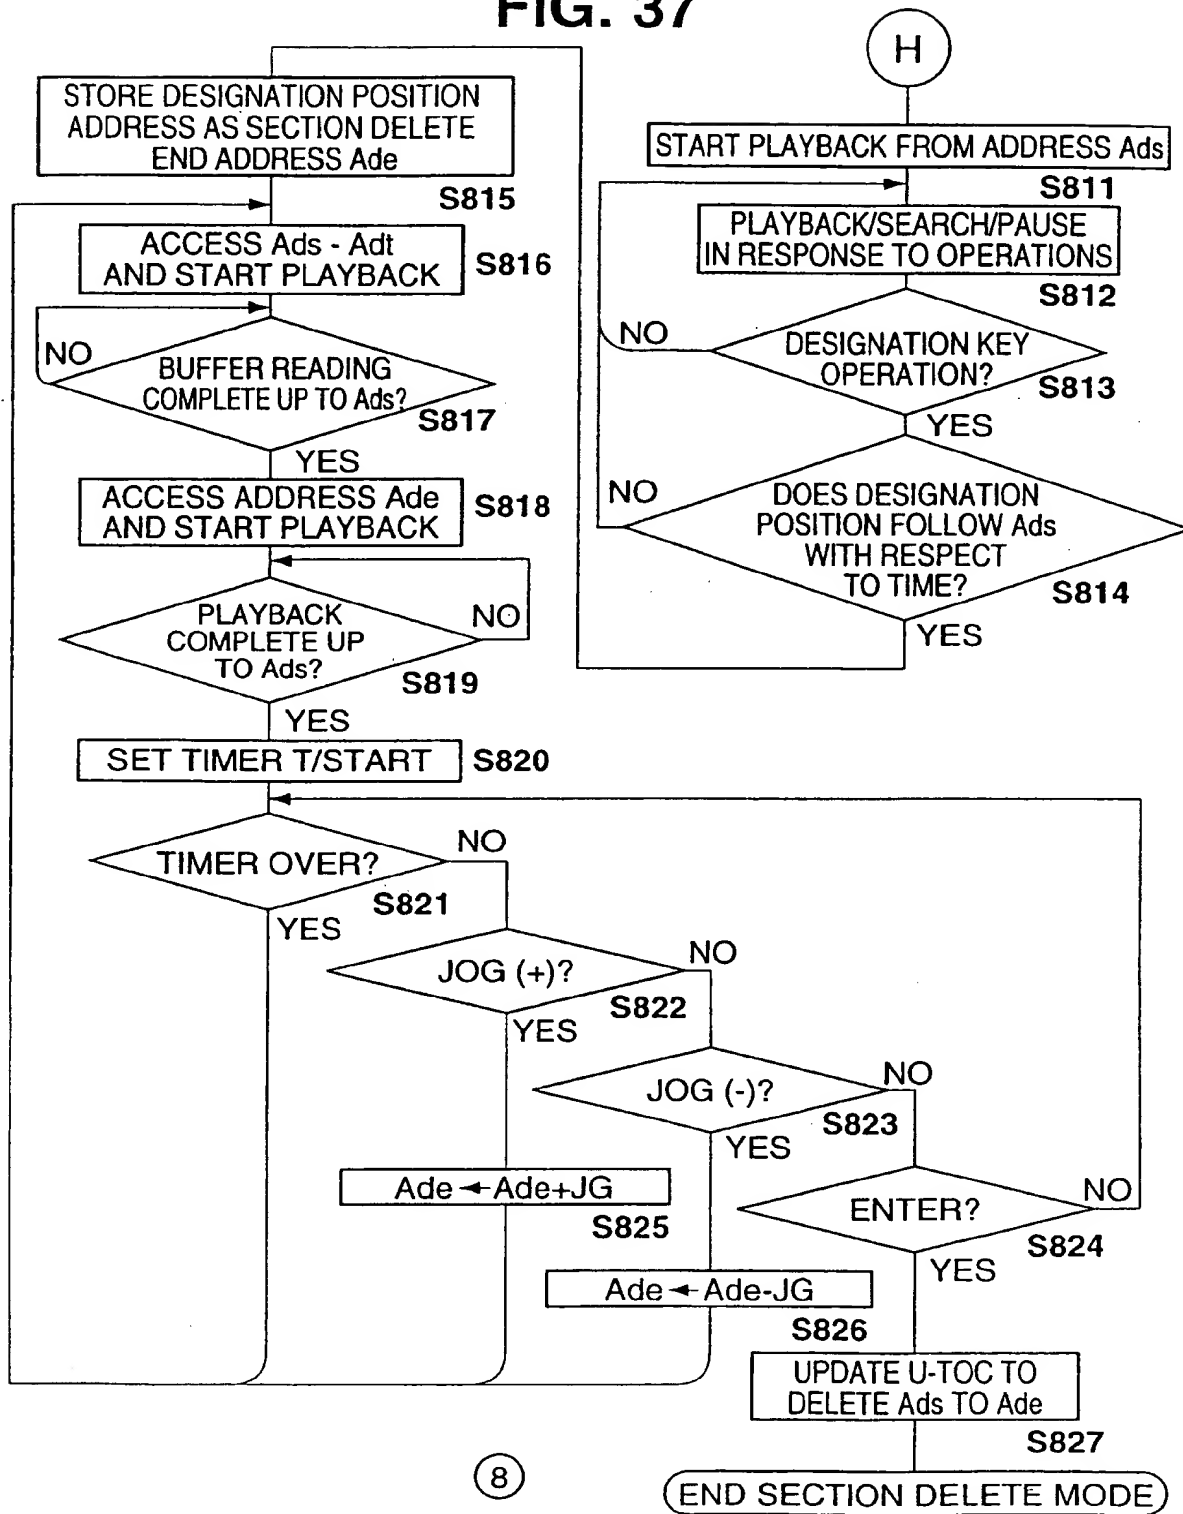 FIG. 37
H
START PLAYBACK FROM ADDRESS Ads
S811
PLAYBACK/SEARCH/PAUSE
IN RESPONSE TO OPERATIONS
S812
DESIGNATION KEY
OPERATION?
S813
NO
YES
DOES DESIGNATION
POSITION FOLLOW Ads
WITH RESPECT
TO TIME?
S814
NO
YES
STORE DESIGNATION POSITION
ADDRESS AS SECTION DELETE
END ADDRESS Ade
S815
ACCESS Ads - Adt
AND START PLAYBACK
S816
NO
BUFFER READING
COMPLETE UP TO Ads?
S817
YES
ACCESS ADDRESS Ade
AND START PLAYBACK
S818
PLAYBACK
COMPLETE UP
TO Ads?
NO
S819
YES
SET TIMER T/START
S820
TIMER OVER?
NO
S821
YES
JOG (+)?
NO
S822
YES
JOG (-)?
NO
S823
YES
Ade←Ade+JG
S825
ENTER?
NO
S824
YES
Ade←Ade-JG
S826
UPDATE U-TOC TO
DELETE Ads TO Ade
S827
END SECTION DELETE MODE
8